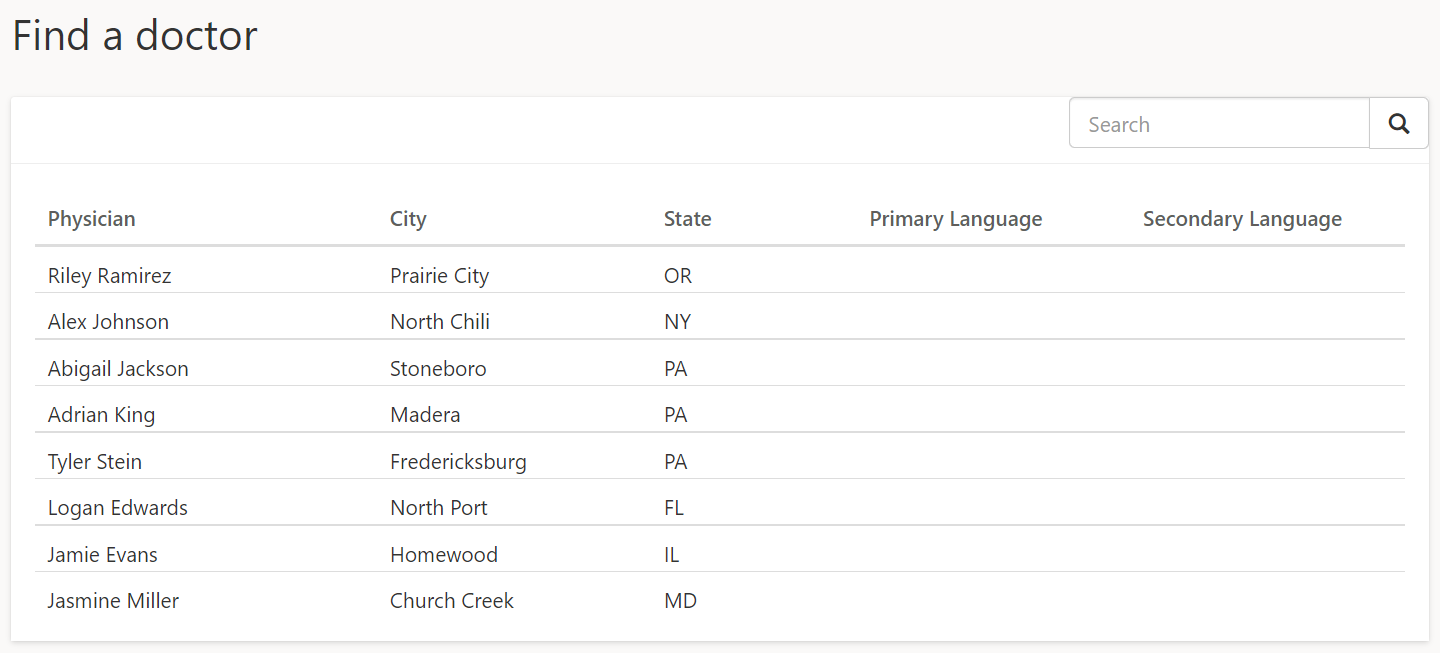 Find a doctor
Search
Physician City State Primary Language Secondary Language
Riley Ramirez Prairie City OR
Alex Johnson North Chili NY
Abigail Jackson Stoneboro PA
Adrian King Madera PA
Tyler Stein Fredericksburg PA
Logan Edwards North Port FL
Jamie Evans Homewood IL
Jasmine Miller Church Creek MD